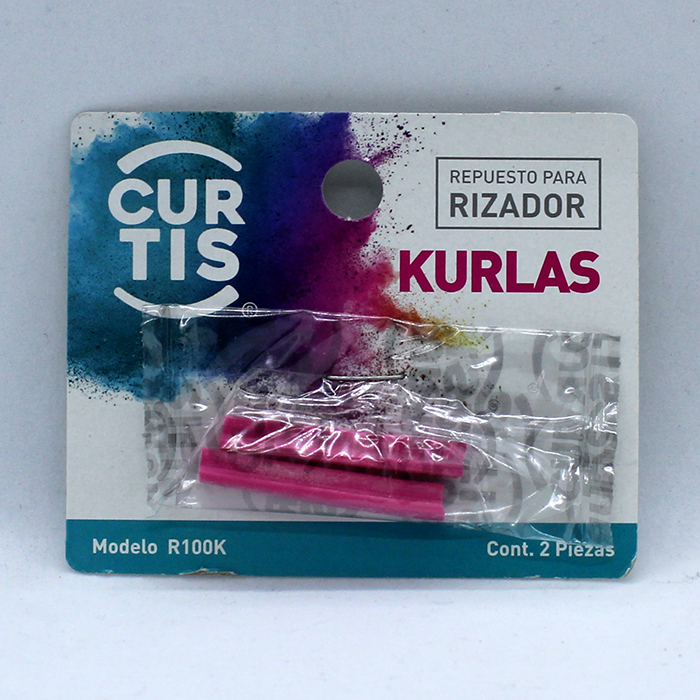 CUR
TIS
®
REPUESTO PARA
RIZADOR
KURLAS
Modelo R100K
Cont. 2 Piezas